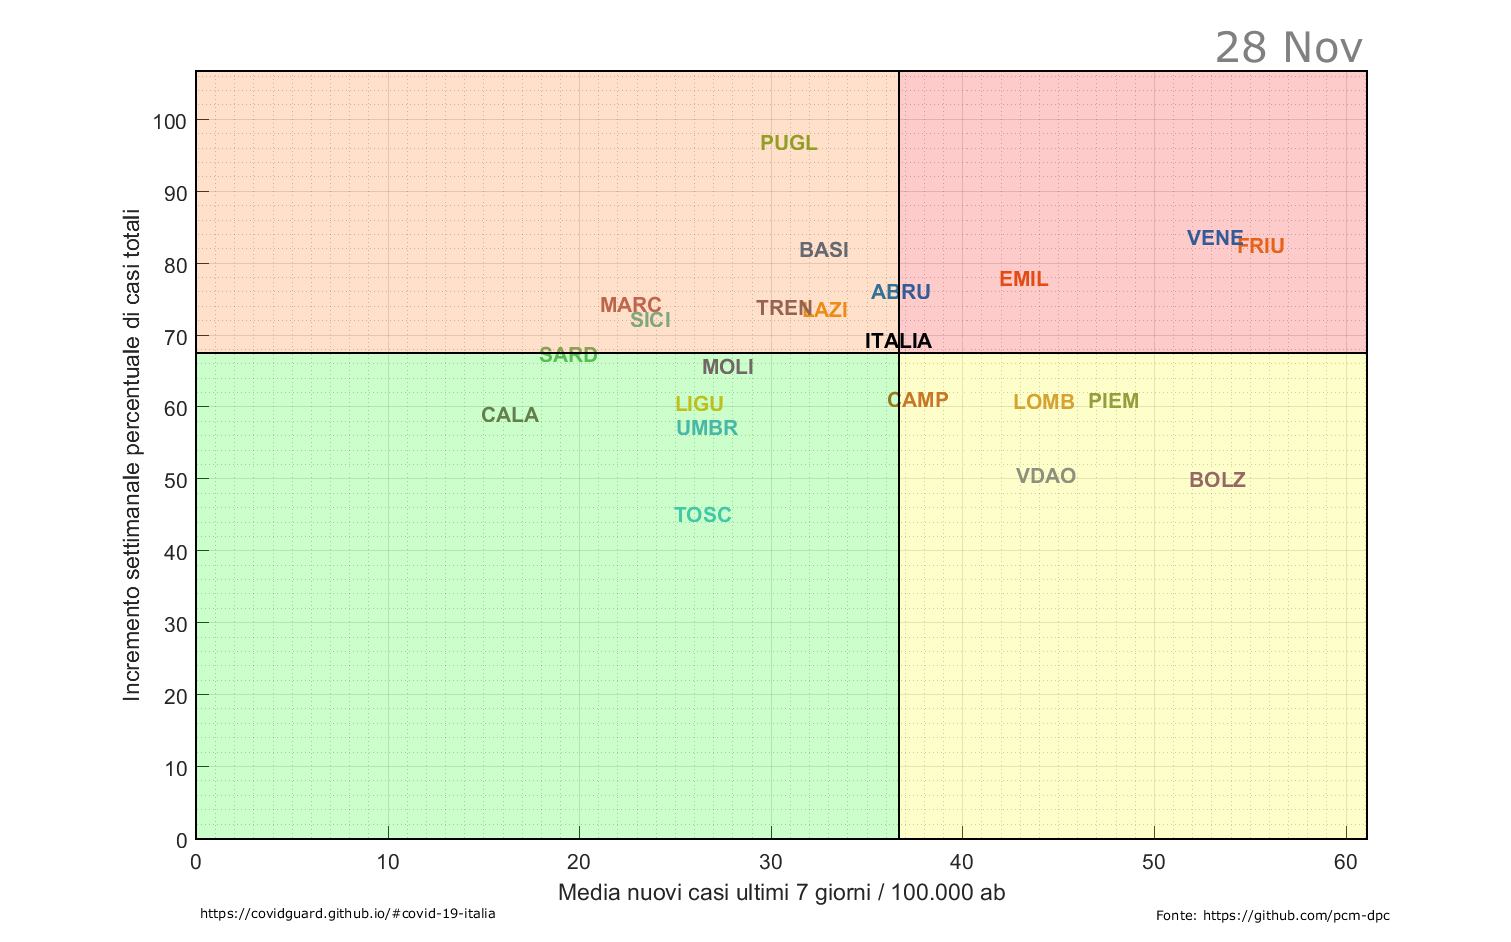 28 Nov
Incremento settimanale percentuale di casi totali
100
90
80
70
60
50
40
30
20
10
0
PUGL
BASI
VENE
FRIU
EMIL
ABRU
MARC
SICI
TREN
LAZI
ITALIA
SARD
MOLI
CALA
LIGU
UMBR
CAMP
LOMB
PIEM
VDAO
BOLZ
TOSC
0
10
20
30
40
50
60
Media nuovi casi ultimi 7 giorni / 100.000 ab
https://covidguard.github.io/#covid-19-italia
Fonte: https://github.com/pcm-dpc